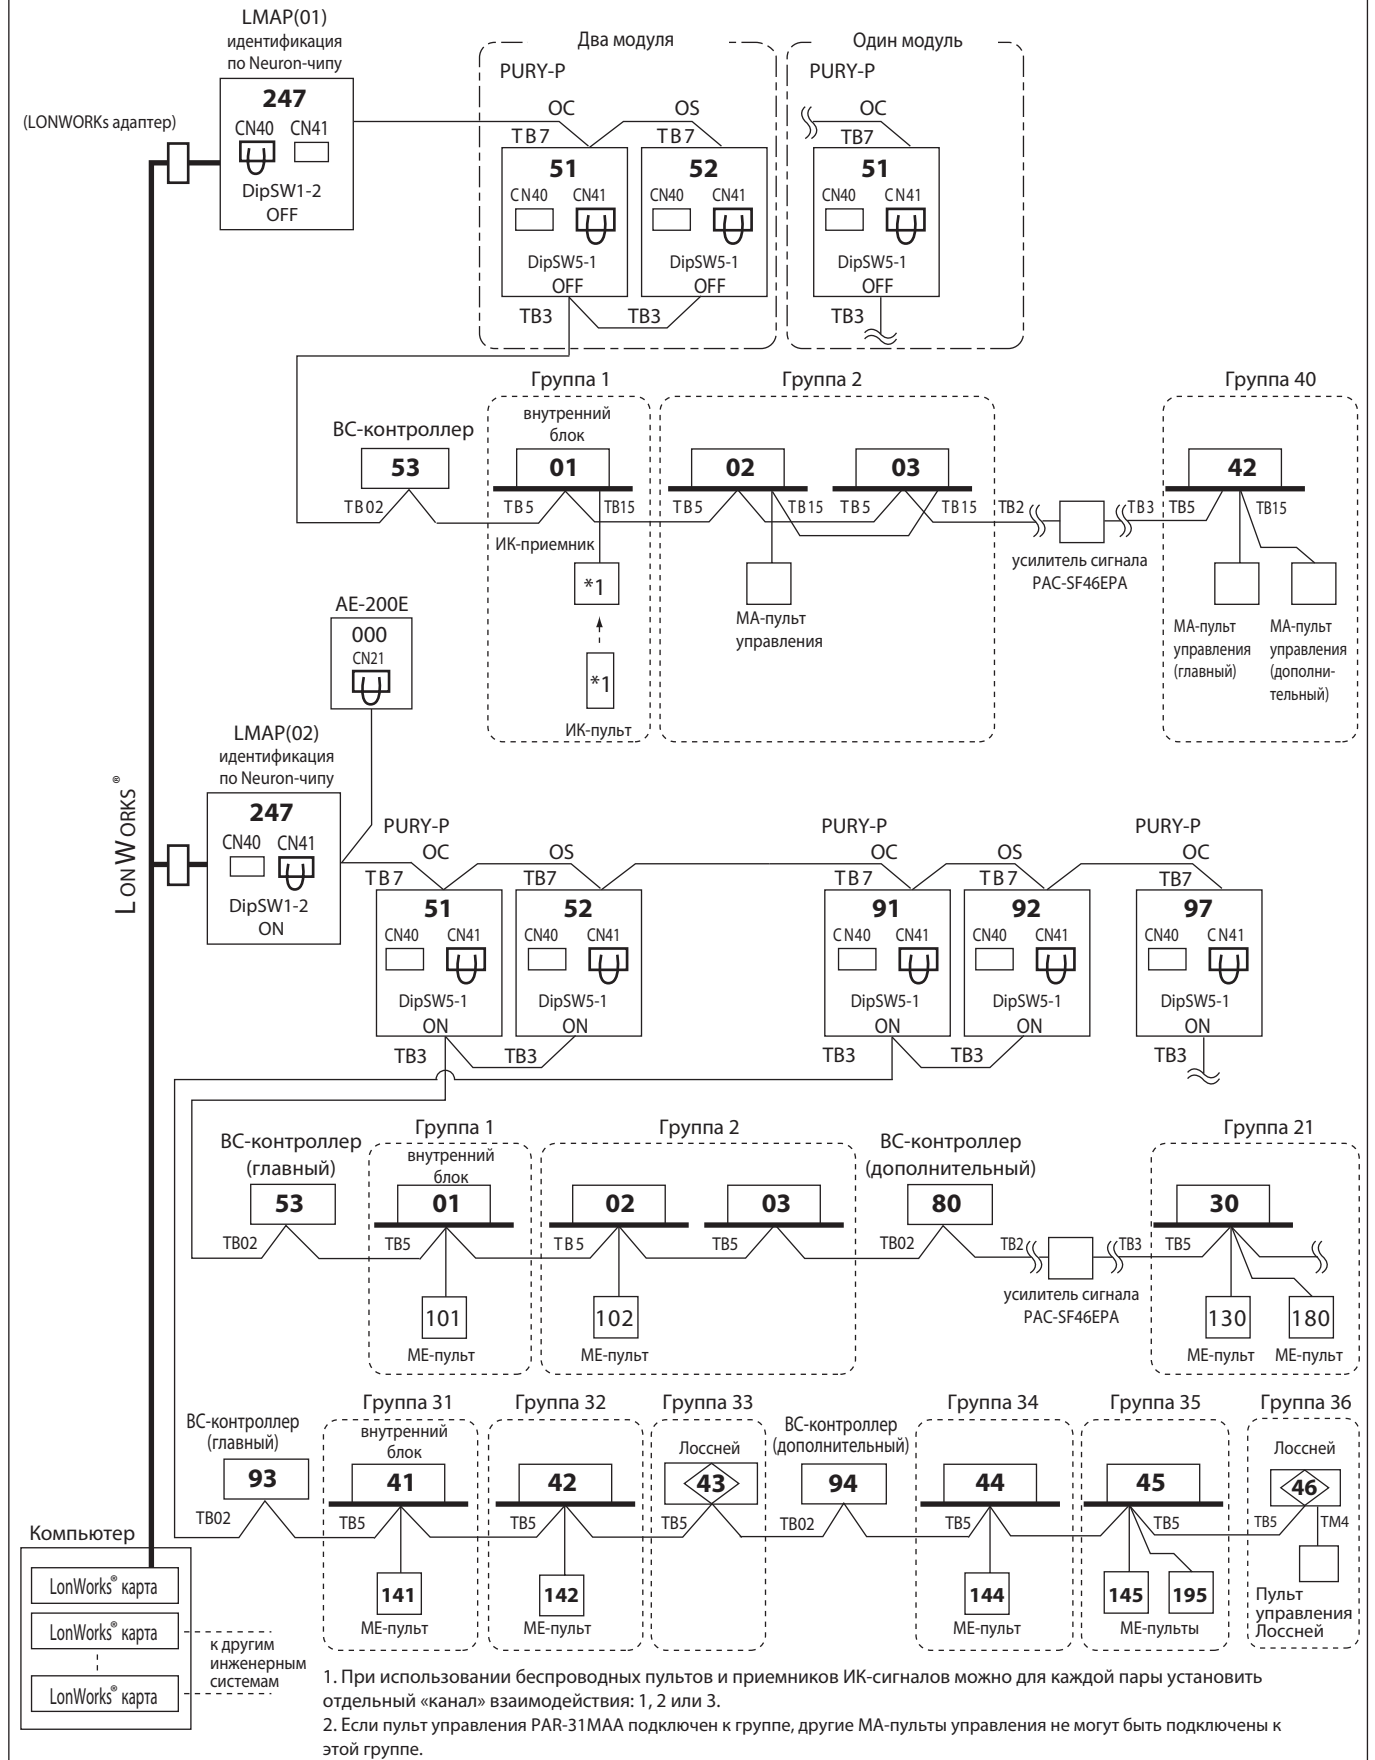 LMAP(01)
идентификация
по Neuron-чипу
247
CN40 CN41
DipSW1-2
OFF
(LONWORKs адаптер)
Два модуля
PURY-P
OC OS
TB7 TB7
51 52
CN40 CN41 CN40 CN41
DipSW5-1 DipSW5-1
OFF OFF
TB3 TB3
Один модуль
PURY-P
OC
TB7
51
CN40 CN41
DipSW5-1
OFF
TB3
Группа 1 Группа 2 Группа 40
BC-контроллер
53
внутренний
блок
01 02 03 42
TB02 TB5 TB15 TB5 TB15 TB5 TB15 TB2 TB3 TB5 TB15
усилитель сигнала
PAC-SF46EPA
ИК-приемник
*1
*1
ИК-пульт
МА-пульт
управления
МА-пульт
управления
(главный)
МА-пульт
управления
(дополни-
тельный)
AE-200E
000
CN21
LMAP(02)
идентификация
по Neuron-чипу
247
CN40 CN41
DipSW1-2
ON
LONWORKS®
PURY-P PURY-P PURY-P
OC OS OC OS OC
TB7 TB7 TB7 TB7 TB7
51 52 91 92 97
CN40 CN41 CN40 CN41 CN40 CN41 CN40 CN41 CN40 CN41
DipSW5-1 DipSW5-1 DipSW5-1 DipSW5-1 DipSW5-1
ON ON ON ON ON
TB3 TB3 TB3 TB3 TB3
Группа 1 Группа 2 Группа 21
BC-контроллер
(главный)
53
внутренний
блок
01 02 03
BC-контроллер
(дополнительный)
80 30
TB02 TB5 TB5 TB5 TB02 TB2 TB3 TB5
усилитель сигнала
PAC-SF46EPA
101 102 130 180
МЕ-пульт МЕ-пульт МЕ-пульт МЕ-пульт
Группа 31 Группа 32 Группа 33 Группа 34 Группа 35 Группа 36
BC-контроллер
(главный)
93
внутренний
блок
41 42
Лоссней
43
BC-контроллер
(дополнительный)
94 44 45
Лоссней
46
TB02 TB5 TB5 TB5 TB02 TB5 TB5 TB5 TM4
141 142 144 145 195
МЕ-пульт МЕ-пульт МЕ-пульт МЕ-пульты
Пульт
управления
Лоссней
Компьютер
LonWorks® карта
LonWorks® карта
LonWorks® карта
к другим
инженерным
системам
1. При использовании беспроводных пультов и приемников ИК-сигналов можно для каждой пары установить
отдельный «канал» взаимодействия: 1, 2 или 3.
2. Если пульт управления PAR-31MAA подключен к группе, другие МА-пульты управления не могут быть подключены к
этой группе.